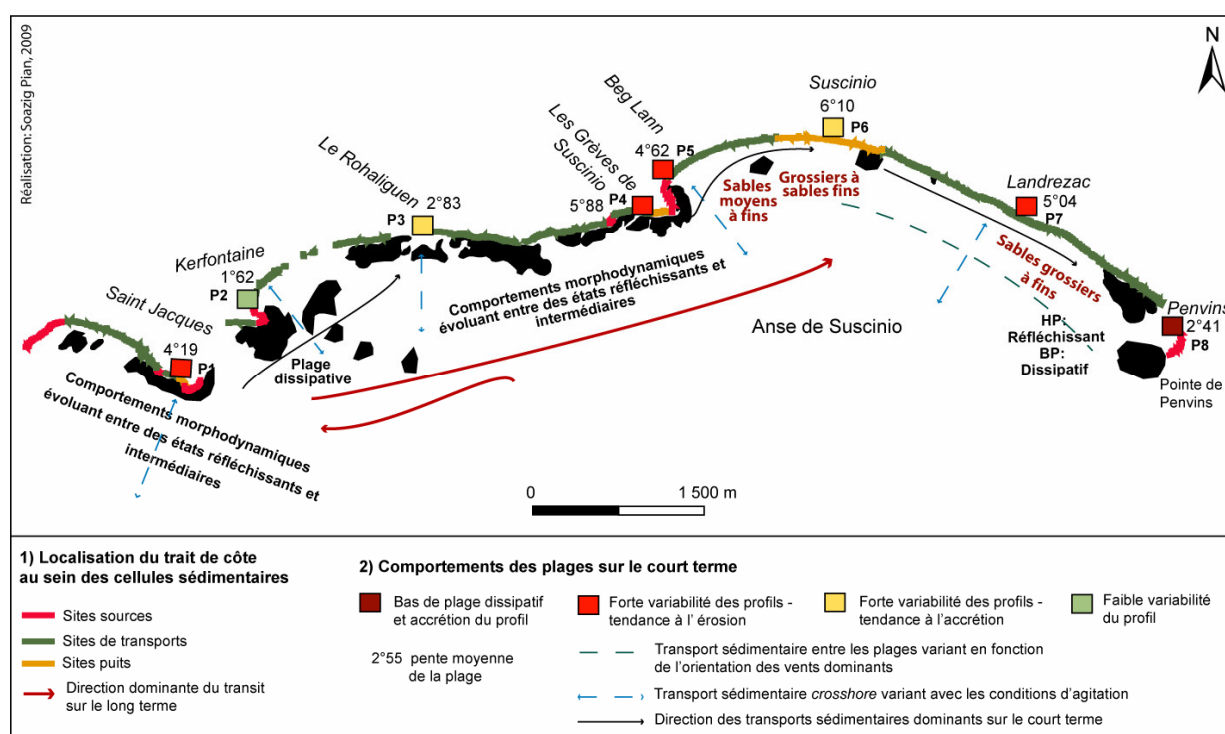 Réalisation: Soazig Pian, 2009
N
Saint Jacques
4°19
P1
Kerfontaine
1°62
P2
Le Rohaliguen
2°83
P3
Les Grèves de
Suscinio
5°88
P4
Beg Lann
4°62
P5
Suscinio
6°10
P6
Landrezac
5°04
P7
Penvins
2°41
P8
Pointe de
Penvins
Sables
moyens
à fins
Grossiers à
sables fins
Sables grossiers
à fins
HP:
Réfléchissant
BP:
Dissipatif
Anse de Suscinio
Plage
dissipative
Comportements morphodynamiques
évoluant entre des états réfléchissants et
intermédiaires
Comportements morphodynamiques
évoluant entre des états réfléchissants et
intermédiaires
0 1 500 m
1) Localisation du trait de côte
au sein des cellules sédimentaires
Sites sources
Sites de transports
Sites puits
Direction dominante du transit
sur le long terme
2) Comportements des plages sur le court terme
Bas de plage dissipatif
et accrétion du profil
Forte variabilité des profils -
tendance à l' érosion
Forte variabilité des profils -
tendance à l'accrétion
Faible variabilité
du profil
2°55 pente moyenne
de la plage
Transport sédimentaire entre les plages variant en fonction
de l'orientation des vents dominants
Transport sédimentaire crosshore variant avec les conditions d'agitation
Direction des transports sédimentaires dominants sur le court terme